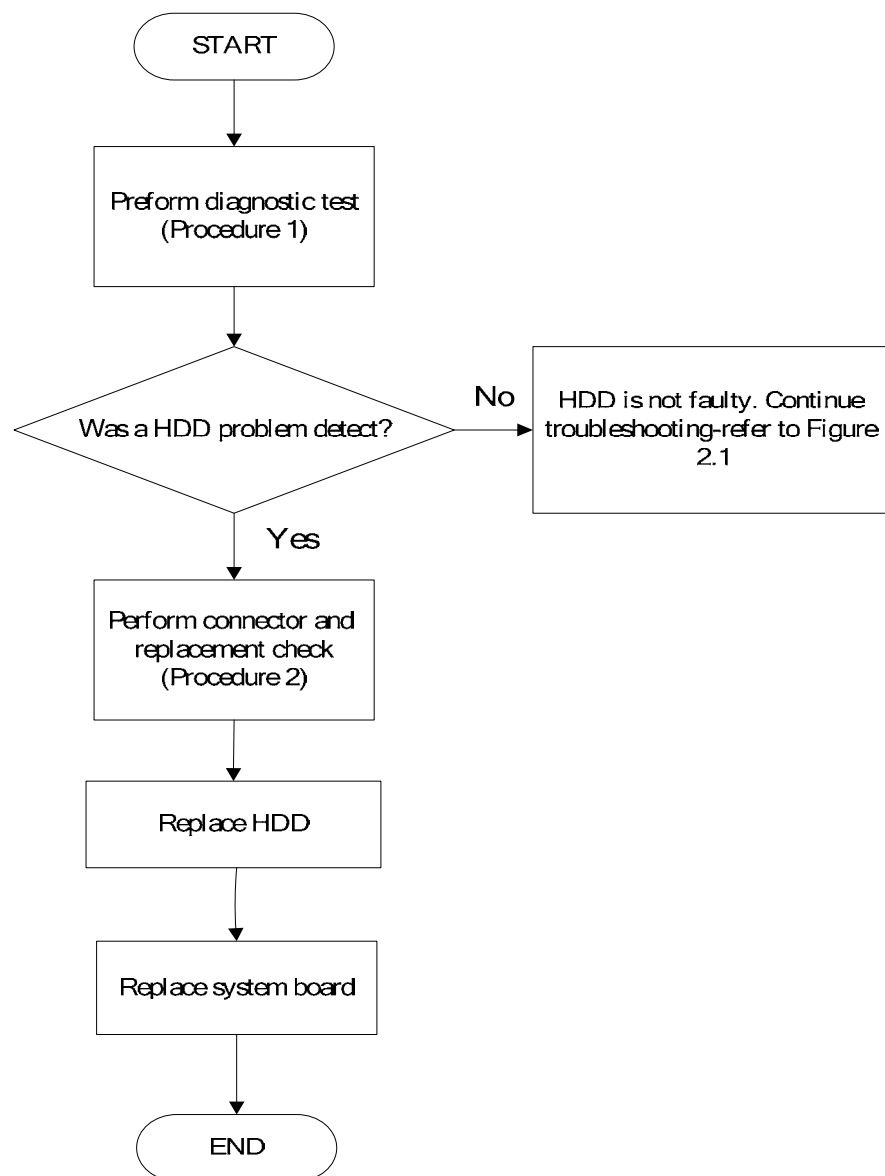 START
Preform diagnostic test
(Procedure 1)
Was a HDD problem detect?
No
HDD is not faulty. Continue
troubleshooting-refer to Figure
2.1
Yes
Perform connector and
replacement check
(Procedure 2)
Replace HDD
Replace system board
END